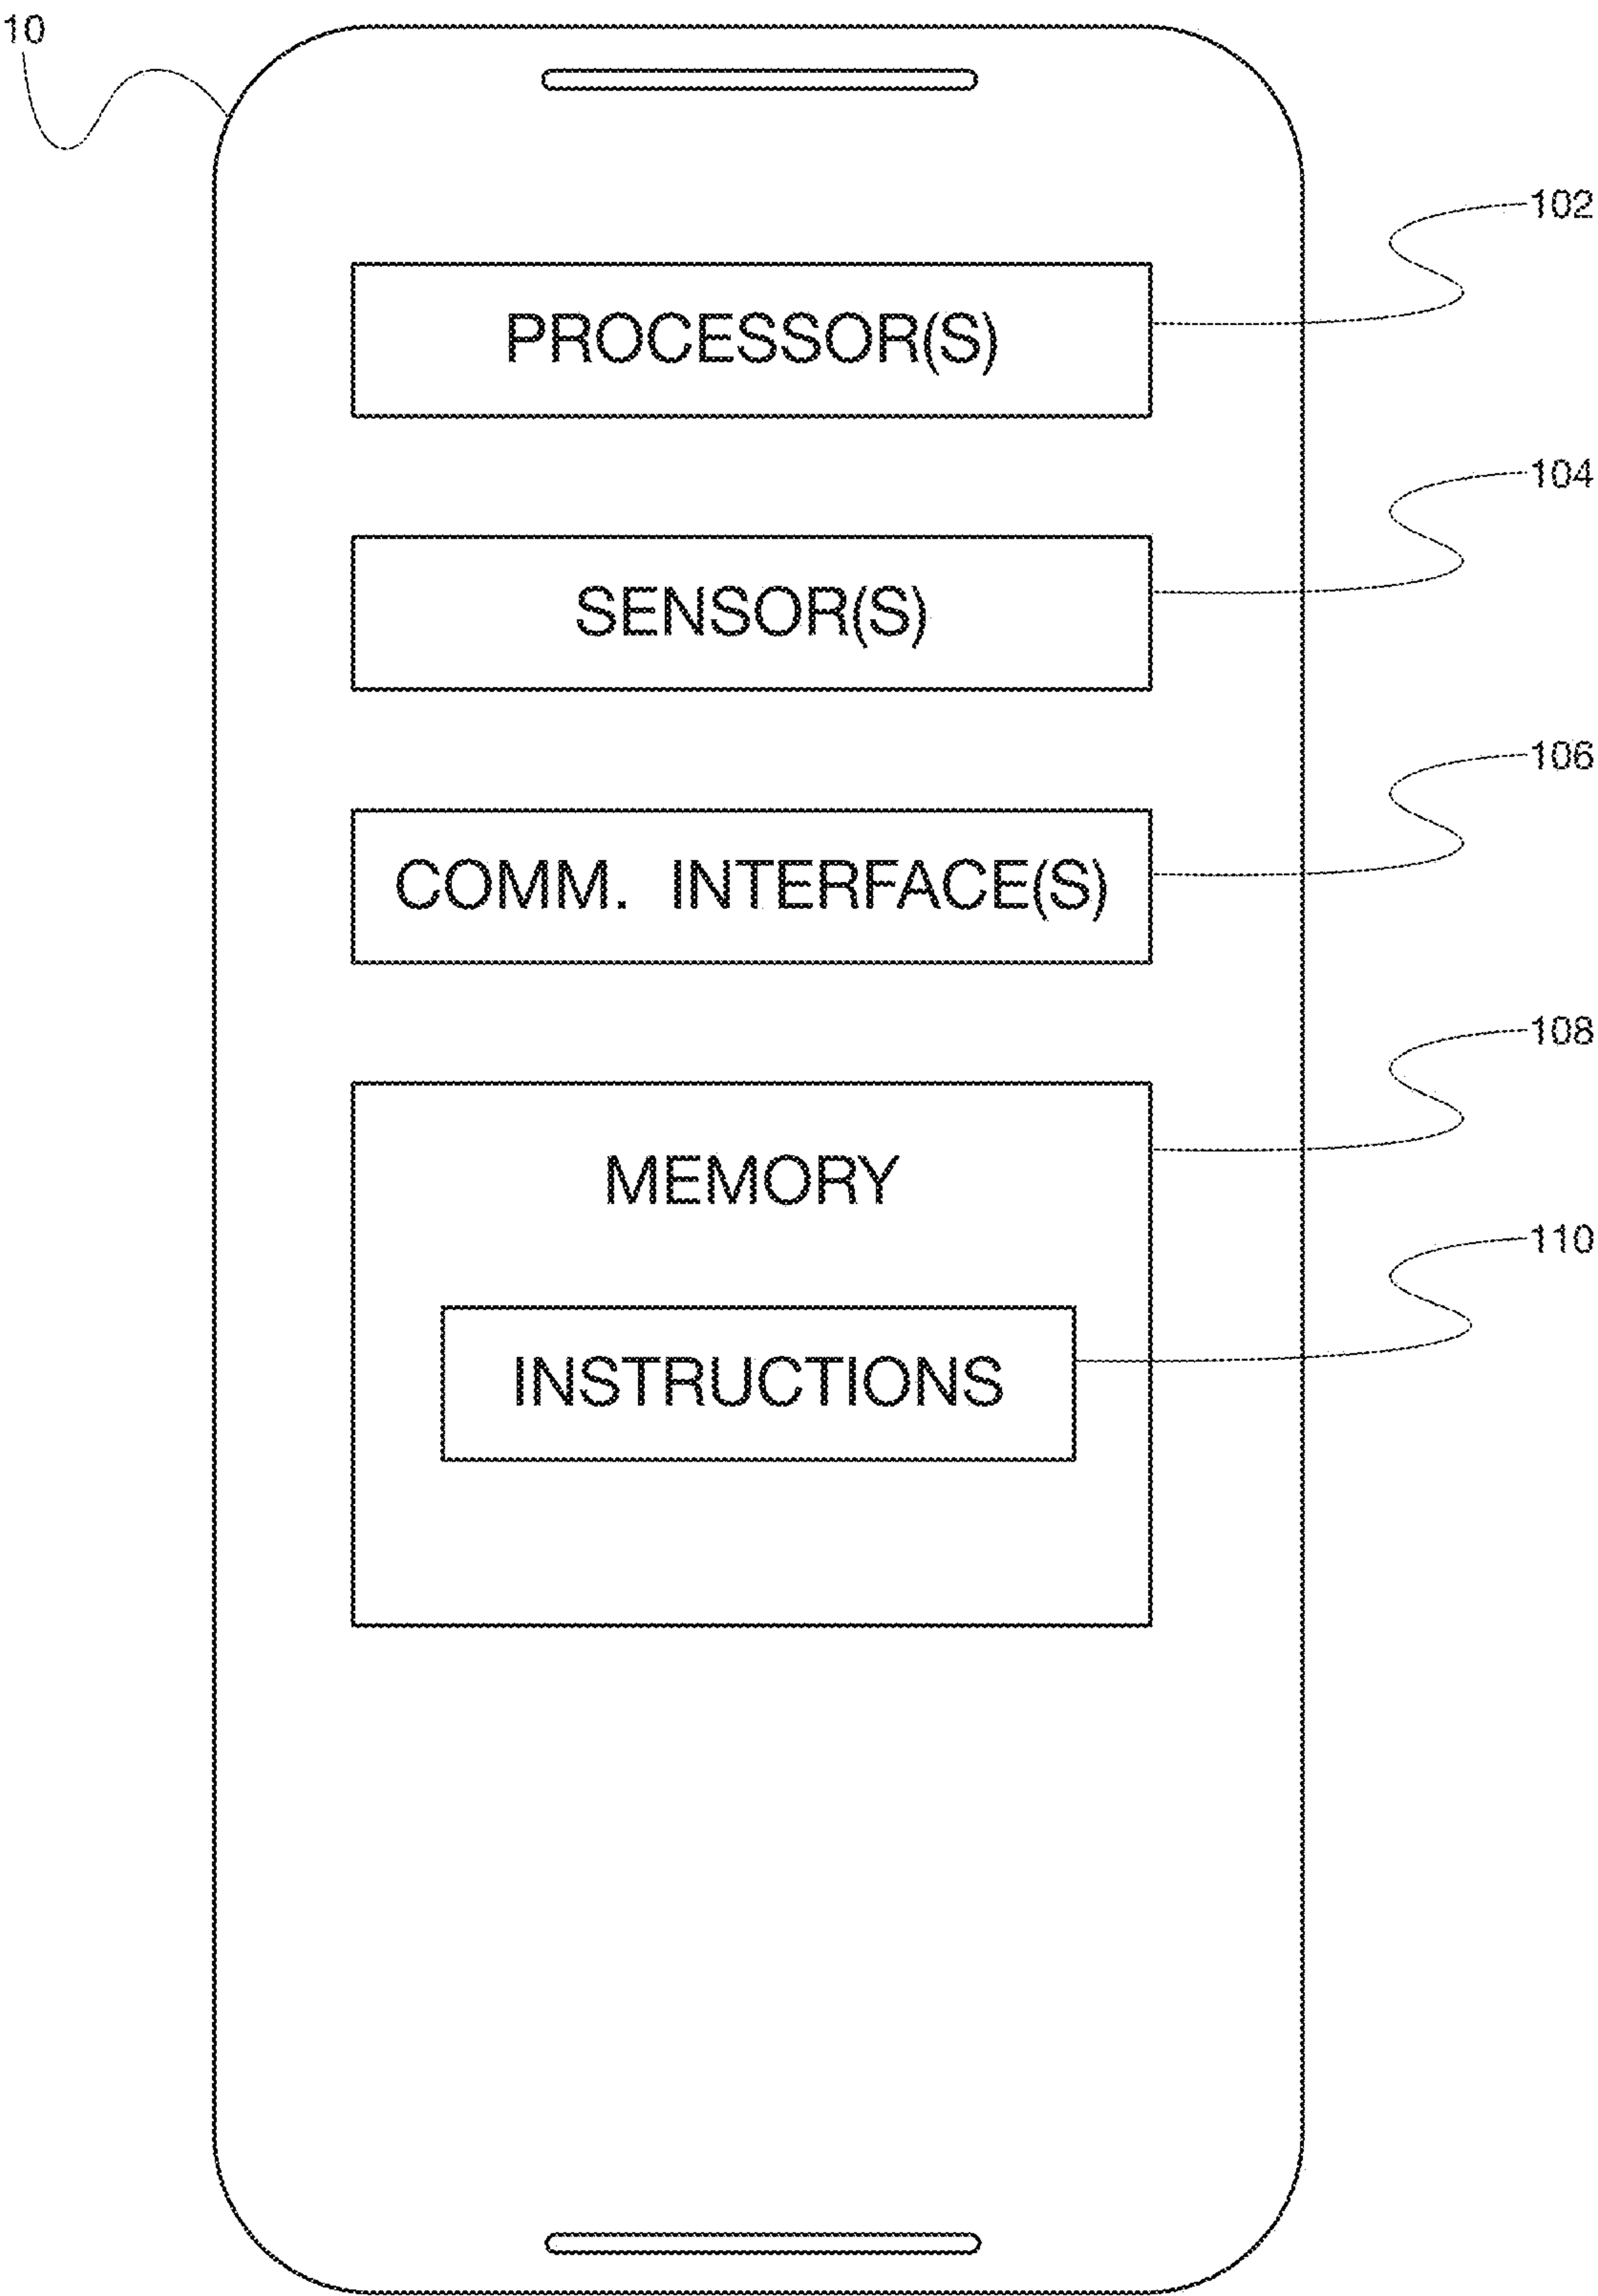 10
102
PROCESSOR(S)
104
SENSOR(S)
106
COMM. INTERFACE(S)
108
MEMORY
110
INSTRUCTIONS